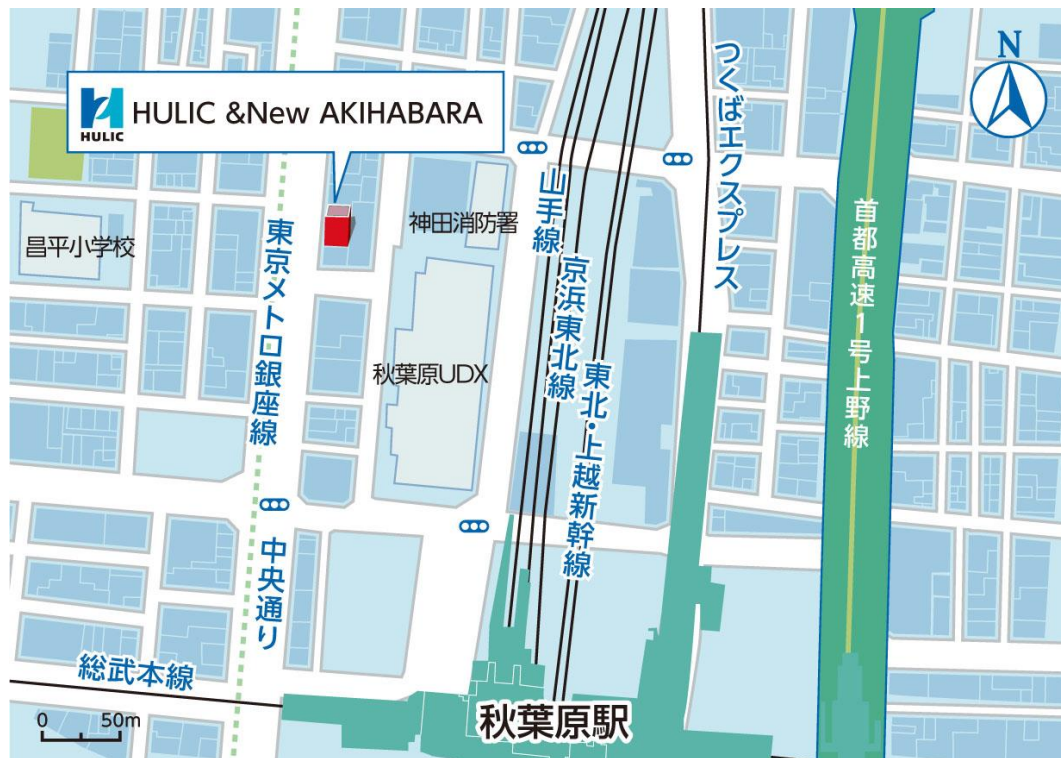 N
HULIC
HULIC &New AKIHABARA
つくばエクスプレス
山手線
神田消防署
昌平小学校
東京メトロ銀座線
京浜東北線
首都高速1号上野線
秋葉原UDX
東北・上越新幹線
中央通り
総武本線
秋葉原駅
0 50m